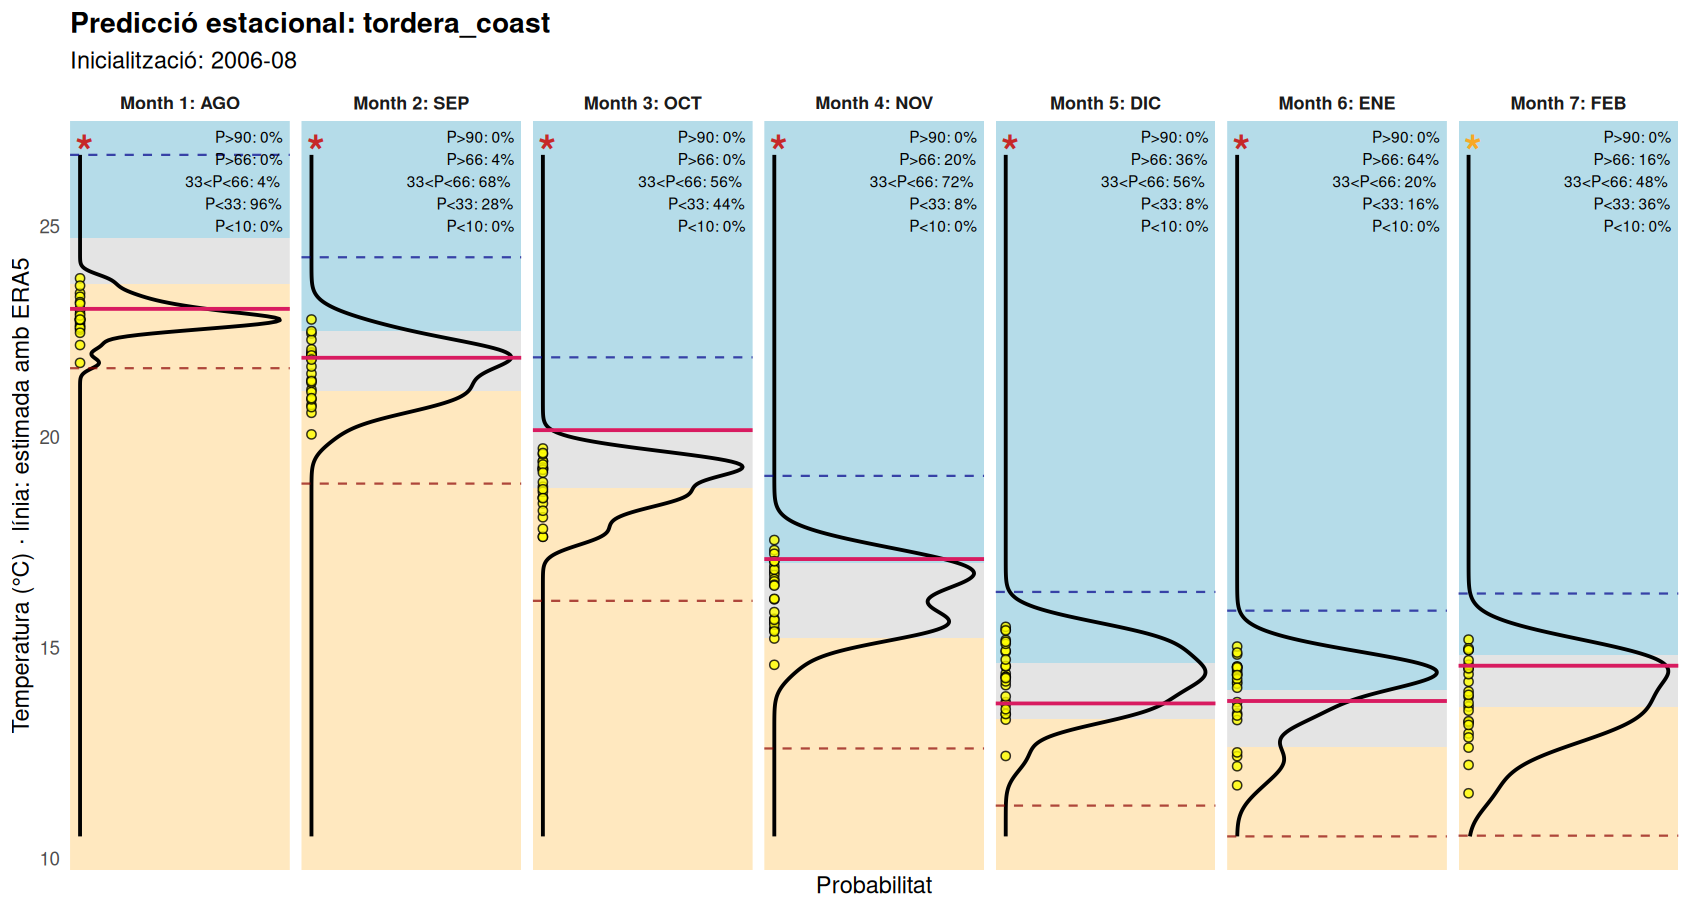 Predicció estacional: tordera_coast
Inicialització: 2006-08
Month 1: AGO
P>90: 0%
P>66: 0%
33<P<66: 4%
P<33: 96%
P<10: 0%
Month 2: SEP
P>90: 0%
P>66: 4%
33<P<66: 68%
P<33: 28%
P<10: 0%
Month 3: OCT
P>90: 0%
P>66: 0%
33<P<66: 56%
P<33: 44%
P<10: 0%
Month 4: NOV
P>90: 0%
P>66: 20%
33<P<66: 72%
P<33: 8%
P<10: 0%
Month 5: DIC
P>90: 0%
P>66: 36%
33<P<66: 56%
P<33: 8%
P<10: 0%
Month 6: ENE
P>90: 0%
P>66: 64%
33<P<66: 20%
P<33: 16%
P<10: 0%
Month 7: FEB
P>90: 0%
P>66: 16%
33<P<66: 48%
P<33: 36%
P<10: 0%
Temperatura (°C) · línia: estimada amb ERA5
25
20
15
10
Probabilitat